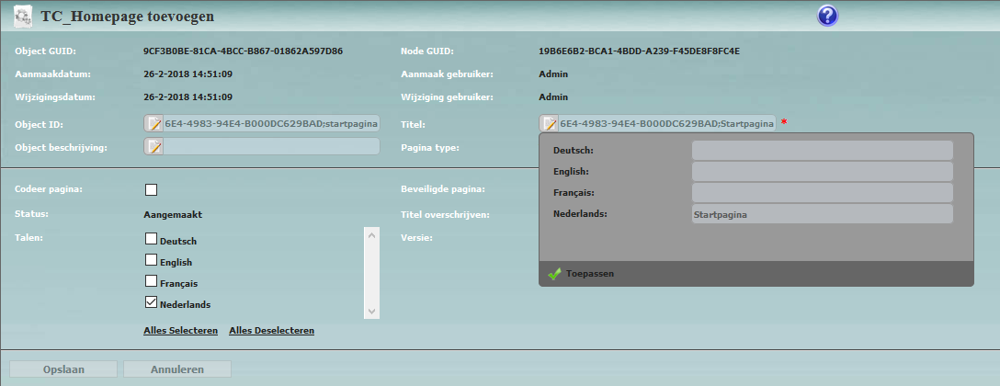 TC_Homepage toevoegen
Object GUID: 9CF3B0BE-81CA-4BCC-B867-01862A597D86 Node GUID: 19B6E6B2-BCA1-4BDD-A239-F45DE8F8FC4E
Aanmaakdatum: 26-2-2018 14:51:09 Aanmaak gebruiker: Admin
Wijzigingsdatum: 26-2-2018 14:51:09 Wijziging gebruiker: Admin
Object ID: 6E4-4983-94E4-B000DC629BAD;startpagina Titel: 6E4-4983-94E4-B000DC629BAD;Startpagina *
Object beschrijving: Pagina type:
Deutsch:
English:
Français:
Nederlands: Startpagina
Toepassen
Codeer pagina: Beveiligde pagina:
Status: Aangemaakt Titel overschrijven:
Talen: Versie:
Deutsch
English
Français
Nederlands
Alles Selecteren Alles Deselecteren
Opslaan Annuleren